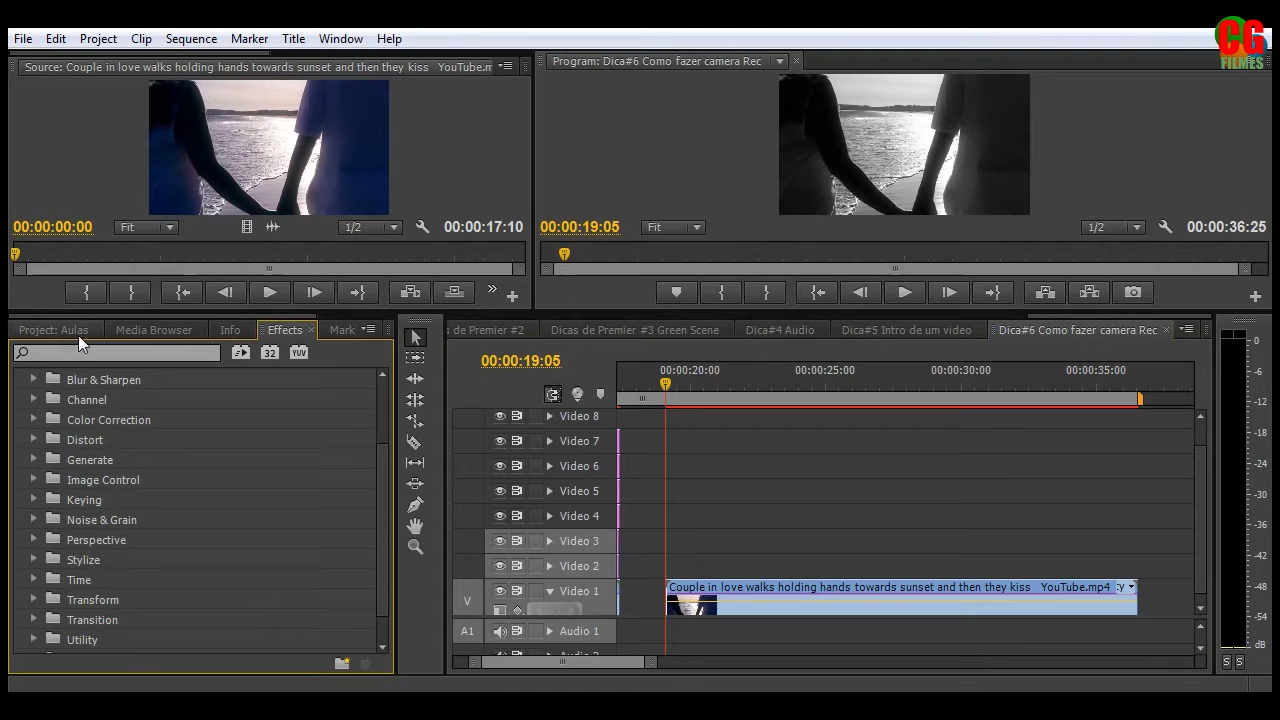 File Edit Project Clip Sequence Marker Title Window Help
CG
FILMES
Source: Couple in love walks holding hands towards sunset and then they kiss YouTube.m
Program: Dica#6 Como fazer camera Rec
00:00:00:00 Fit 1/2 00:00:17:10
00:00:19:05 Fit 1/2 00:00:36:25
Project: Aulas Media Browser Info Effects Mark
s de Premier #2 Dicas de Premier #3 Green Scene Dica#4 Audio Dica#5 Intro de um video Dica#6 Como fazer camera Rec
32 YUV
Blur & Sharpen
Channel
Color Correction
Distort
Generate
Image Control
Keying
Noise & Grain
Perspective
Stylize
Time
Transform
Transition
Utility
00:00:19:05
00:00:20:00 00:00:25:00 00:00:30:00 00:00:35:00
Video 8
Video 7
Video 6
Video 5
Video 4
Video 3
Video 2
V Video 1
Couple in love walks holding hands towards sunset and then they kiss YouTube.mp4 :y
A1 Audio 1
0
-6
-12
-18
-24
-30
-36
-42
-48
-54
dB
S S